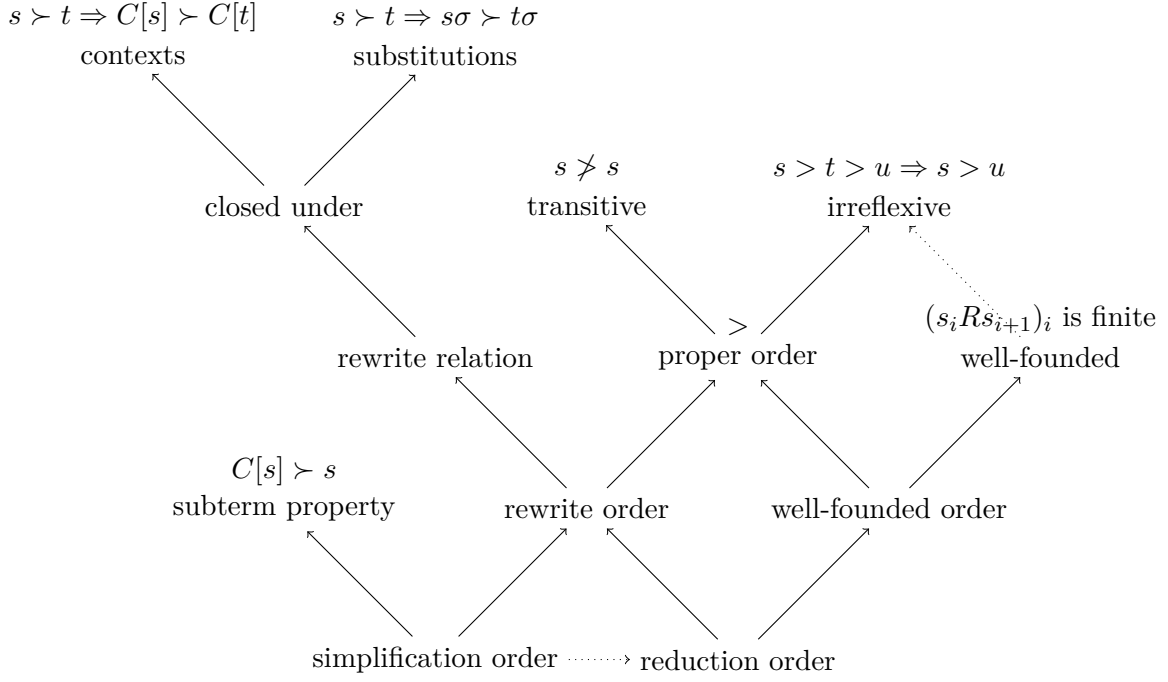 s ≻ t ⇒ C[s] ≻ C[t]
contexts
s ≻ t ⇒ sσ ≻ tσ
substitutions
closed under
s ≯ s
transitive
s > t > u ⇒ s > u
irreflexive
rewrite relation
>
proper order
(s_i R s_{i+1})_i is finite
well-founded
C[s] ≻ s
subterm property
rewrite order
well-founded order
simplification order
reduction order